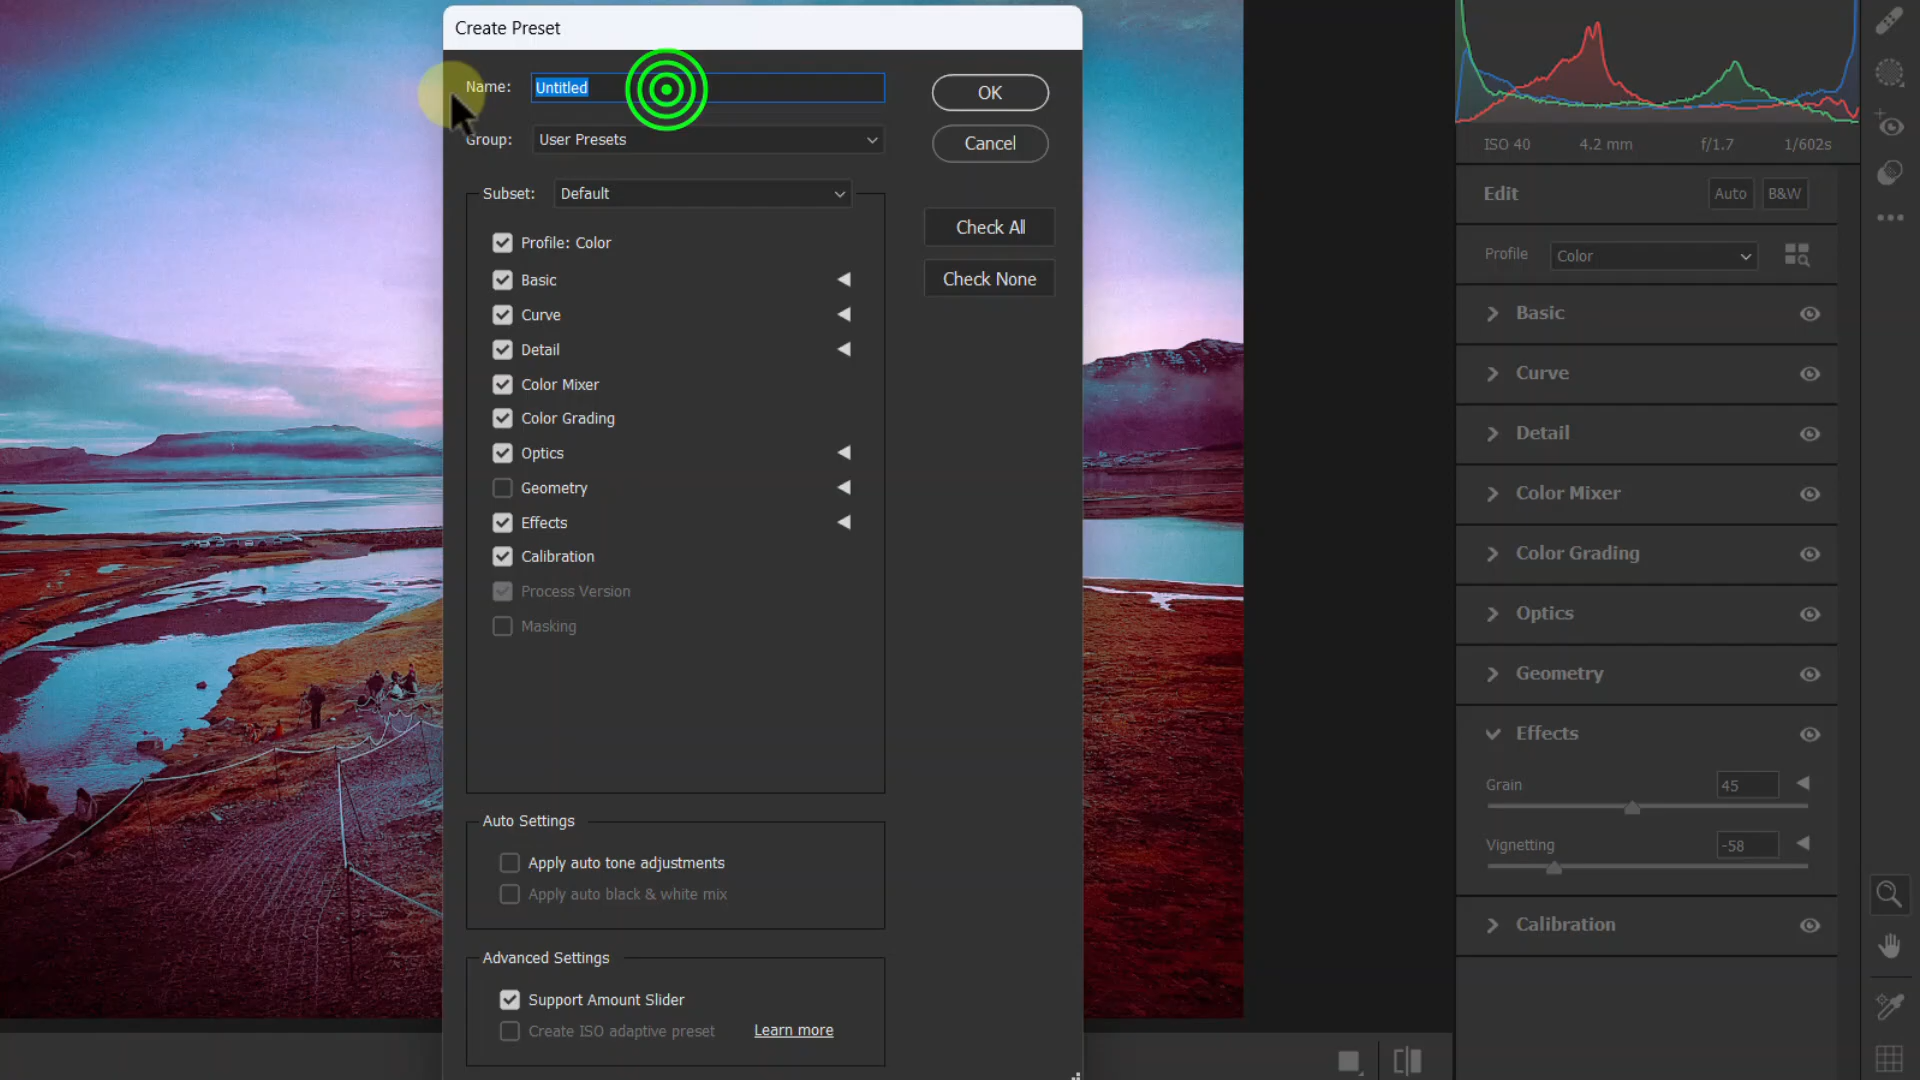 Create Preset
Name: Untitled
OK
Group: User Presets
Cancel
Subset: Default
Check All
Check None
Profile: Color
Basic
Curve
Detail
Color Mixer
Color Grading
Optics
Geometry
Effects
Calibration
Process Version
Masking
Auto Settings
Apply auto tone adjustments
Apply auto black & white mix
Advanced Settings
Support Amount Slider
Create ISO adaptive preset Learn more
ISO 40 4.2 mm f/1.7 1/602s
Edit Auto B&W
Profile Color
Basic
Curve
Detail
Color Mixer
Color Grading
Optics
Geometry
Effects
Grain 45
Vignetting -58
Calibration